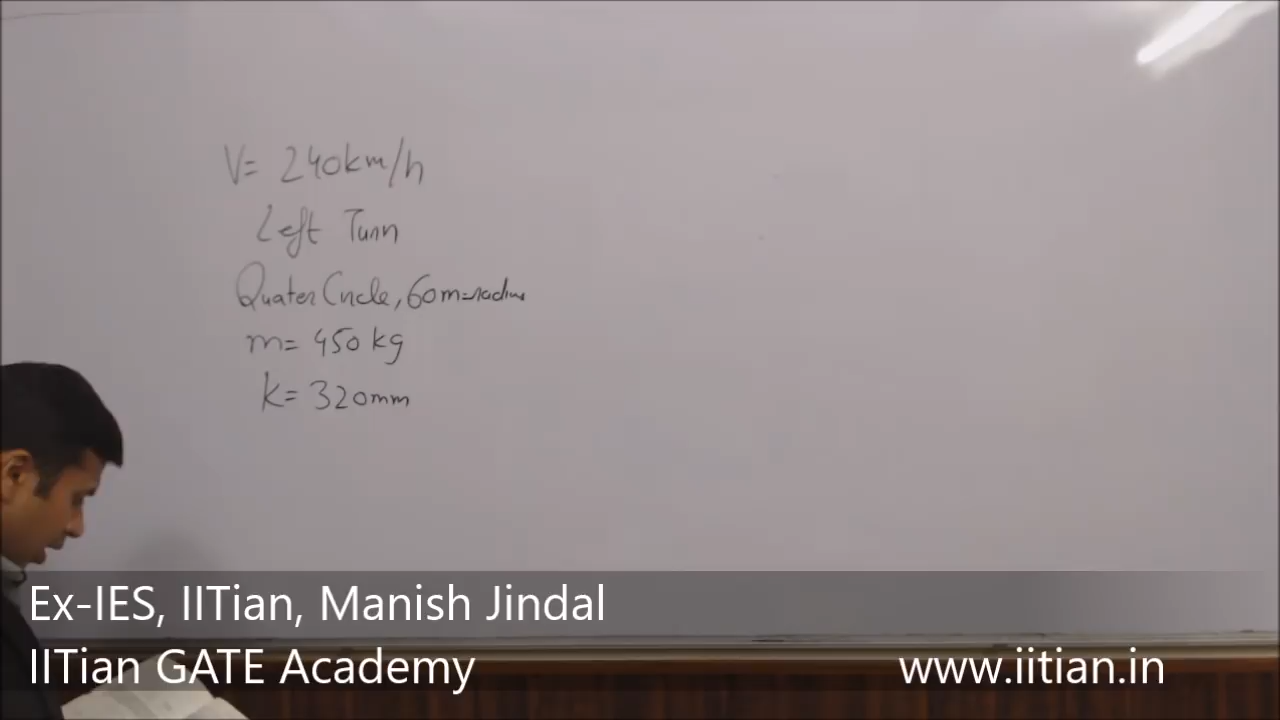 V= 240km/h
Left Turn
Quater Circle, 60m=radius
m= 450 kg
k= 320mm
Ex-IES, IITian, Manish Jindal
IITian GATE Academy
www.iitian.in